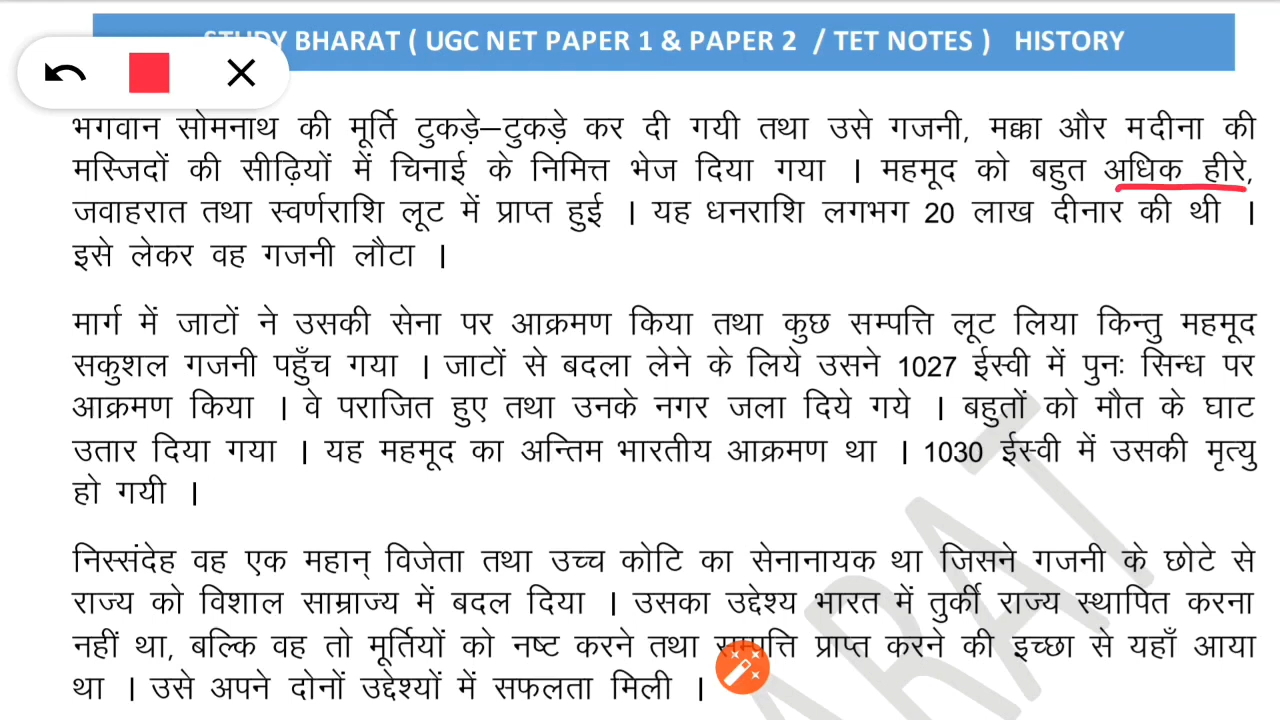 STUDY BHARAT ( UGC NET PAPER 1 & PAPER 2 / TET NOTES ) HISTORY
भगवान सोमनाथ की मूर्ति टुकड़े–टुकड़े कर दी गयी तथा उसे गजनी, मक्का और मदीना की
मस्जिदों की सीढ़ियों में चिनाई के निमित्त भेज दिया गया । महमूद को बहुत अधिक हीरे,
जवाहरात तथा स्वर्णराशि लूट में प्राप्त हुई । यह धनराशि लगभग 20 लाख दीनार की थी ।
इसे लेकर वह गजनी लौटा ।
मार्ग में जाटों ने उसकी सेना पर आक्रमण किया तथा कुछ सम्पत्ति लूट लिया किन्तु महमूद
सकुशल गजनी पहुँच गया । जाटों से बदला लेने के लिये उसने 1027 ईस्वी में पुनः सिन्ध पर
आक्रमण किया । वे पराजित हुए तथा उनके नगर जला दिये गये । बहुतों को मौत के घाट
उतार दिया गया । यह महमूद का अन्तिम भारतीय आक्रमण था । 1030 ईस्वी में उसकी मृत्यु
हो गयी ।
निस्संदेह वह एक महान् विजेता तथा उच्च कोटि का सेनानायक था जिसने गजनी के छोटे से
राज्य को विशाल साम्राज्य में बदल दिया । उसका उद्देश्य भारत में तुर्की राज्य स्थापित करना
नहीं था, बल्कि वह तो मूर्तियों को नष्ट करने तथा सम्पत्ति प्राप्त करने की इच्छा से यहाँ आया
था । उसे अपने दोनों उद्देश्यों में सफलता मिली ।